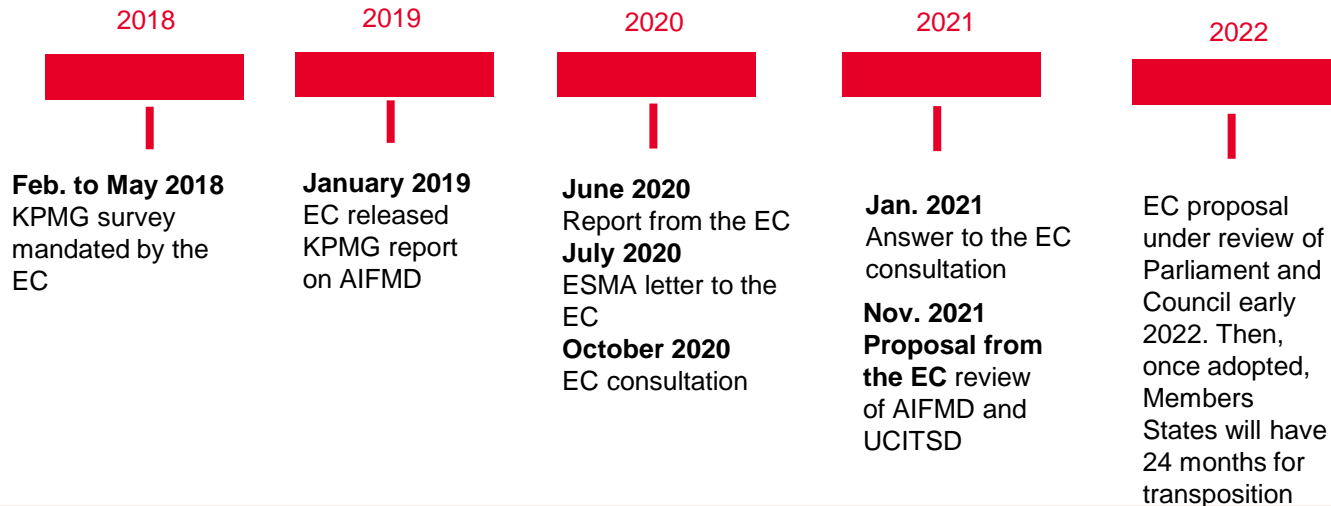 2018
Feb. to May 2018
KPMG survey
mandated by the
EC
2019
January 2019
EC released
KPMG report
on AIFMD
2020
June 2020
Report from the EC
July 2020
ESMA letter to the
EC
October 2020
EC consultation
2021
Jan. 2021
Answer to the EC
consultation
Nov. 2021
Proposal from
the EC review
of AIFMD and
UCITSD
2022
EC proposal
under review of
Parliament and
Council early
2022. Then,
once adopted,
Members
States will have
24 months for
transposition